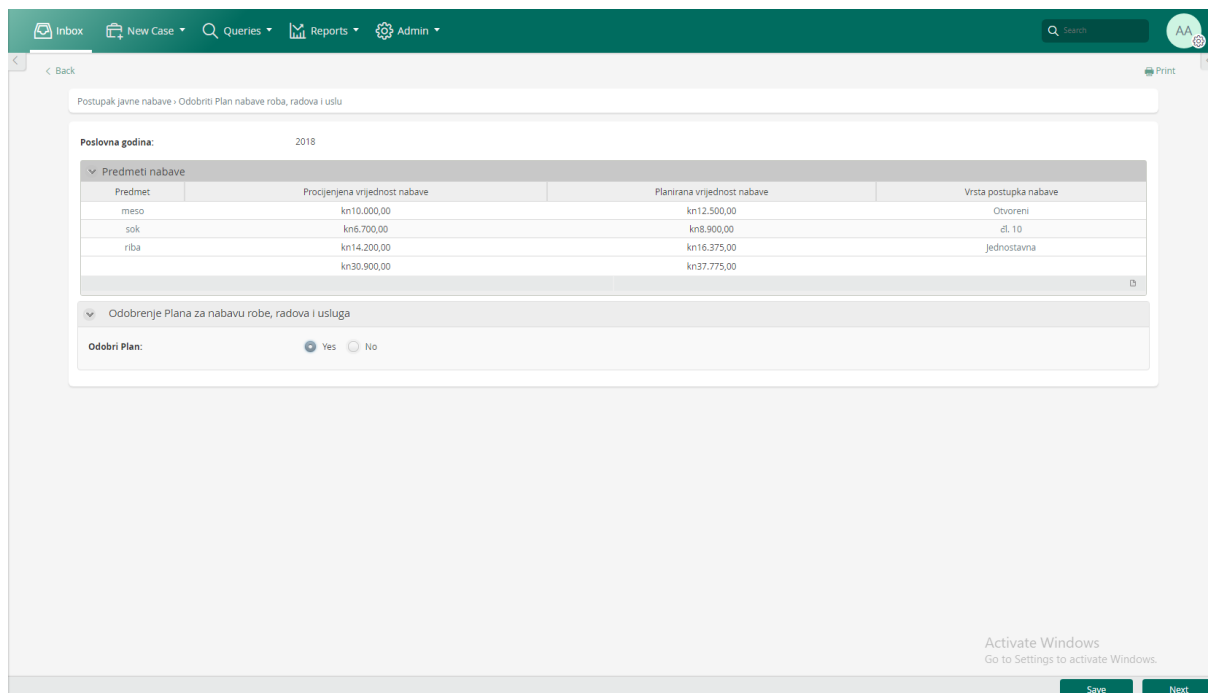 Inbox New Case Queries Reports Admin Search AA
Back Print
Postupak javne nabave › Odobriti Plan nabave roba, radova i uslu
Poslovna godina: 2018
Predmeti nabave
Predmet Procijenjena vrijednost nabave Planirana vrijednost nabave Vrsta postupka nabave
meso kn10.000,00 kn12.500,00 Otvoreni
sok kn6.700,00 kn8.900,00 čl. 10
riba kn14.200,00 kn16.375,00 Jednostavna
kn30.900,00 kn37.775,00
Odobrenje Plana za nabavu robe, radova i usluga
Odobri Plan: Yes No
Activate Windows
Go to Settings to activate Windows.
Save Next